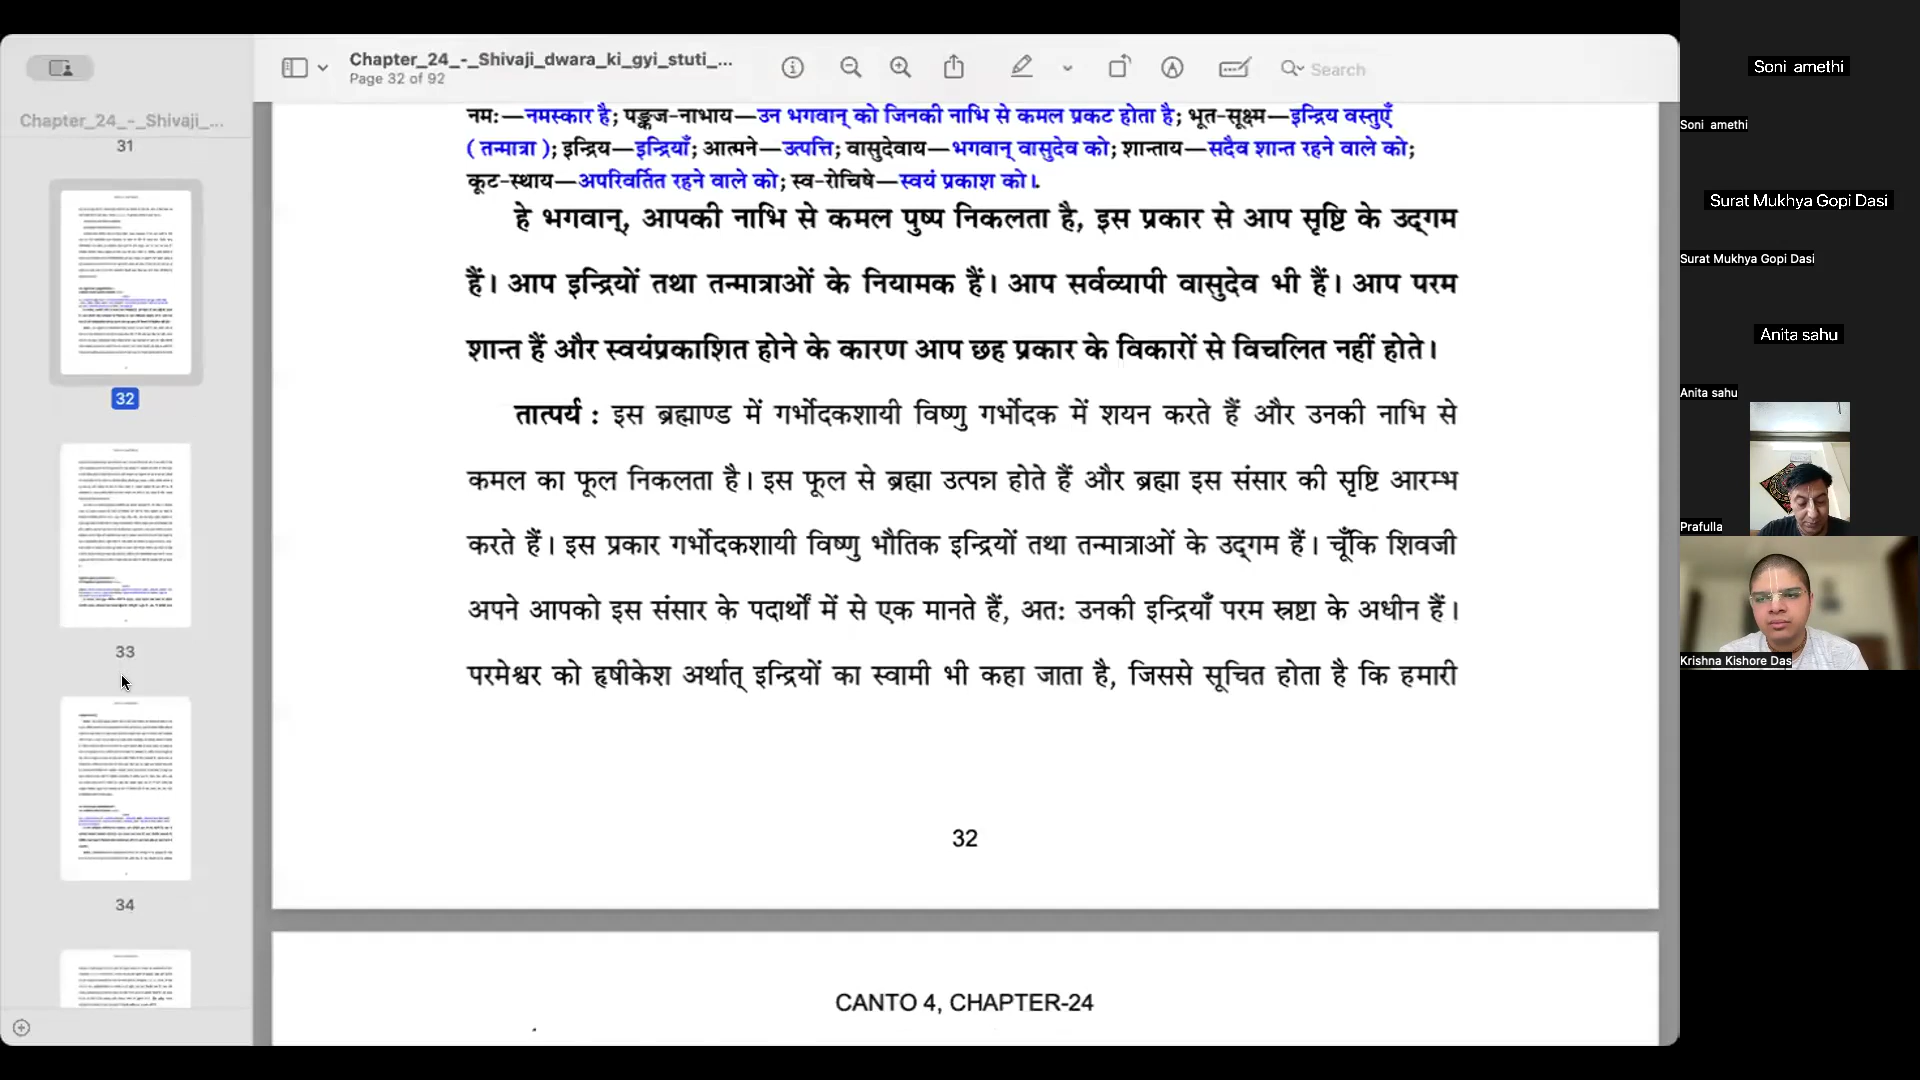 Chapter_24_-_Shivaji_...
31
32
33
34
Chapter_24_-_Shivaji_dwara_ki_gyi_stuti_...
Page 32 of 92
Search
नमः—नमस्कार है; पङ्कज-नाभाय—उन भगवान् को जिनकी नाभि से कमल प्रकट होता है; भूत-सूक्ष्म—इन्द्रिय वस्तुएँ
( तन्मात्रा ); इन्द्रिय—इन्द्रियाँ; आत्मने—उत्पत्ति; वासुदेवाय—भगवान् वासुदेव को; शान्ताय—सदैव शान्त रहने वाले को;
कूट-स्थाय—अपरिवर्तित रहने वाले को; स्व-रोचिषे—स्वयं प्रकाश को।.
हे भगवान्, आपकी नाभि से कमल पुष्प निकलता है, इस प्रकार से आप सृष्टि के उद्गम
हैं। आप इन्द्रियों तथा तन्मात्राओं के नियामक हैं। आप सर्वव्यापी वासुदेव भी हैं। आप परम
शान्त हैं और स्वयंप्रकाशित होने के कारण आप छह प्रकार के विकारों से विचलित नहीं होते।
तात्पर्य : इस ब्रह्माण्ड में गर्भोदकशायी विष्णु गर्भोदक में शयन करते हैं और उनकी नाभि से
कमल का फूल निकलता है। इस फूल से ब्रह्मा उत्पन्न होते हैं और ब्रह्मा इस संसार की सृष्टि आरम्भ
करते हैं। इस प्रकार गर्भोदकशायी विष्णु भौतिक इन्द्रियों तथा तन्मात्राओं के उद्गम हैं। चूँकि शिवजी
अपने आपको इस संसार के पदार्थों में से एक मानते हैं, अतः उनकी इन्द्रियाँ परम स्रष्टा के अधीन हैं।
परमेश्वर को हृषीकेश अर्थात् इन्द्रियों का स्वामी भी कहा जाता है, जिससे सूचित होता है कि हमारी
32
CANTO 4, CHAPTER-24
Soni amethi
Soni amethi
Surat Mukhya Gopi Dasi
Surat Mukhya Gopi Dasi
Anita sahu
Anita sahu
Prafulla
Krishna Kishore Das